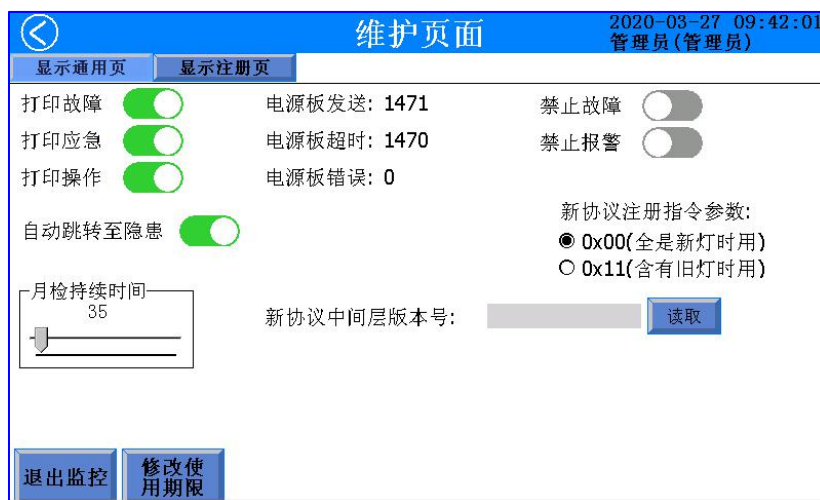 维护页面
2020-03-27 09:42:01
管理员(管理员)
显示通用页 显示注册页
打印故障 电源板发送: 1471 禁止故障
打印应急 电源板超时: 1470 禁止报警
打印操作 电源板错误: 0
自动跳转至隐患
新协议注册指令参数:
0x00(全是新灯时用)
0x11(含有旧灯时用)
月检持续时间
35
新协议中间层版本号: 读取
退出监控
修改使
用期限